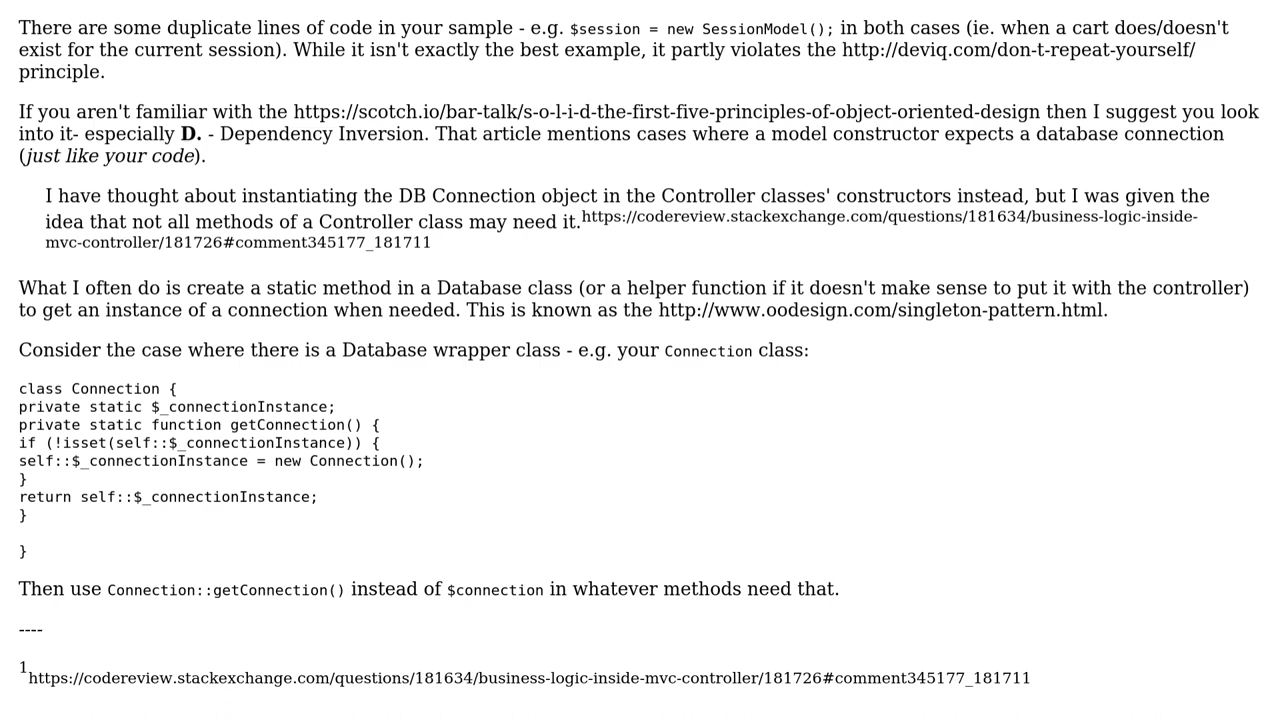 There are some duplicate lines of code in your sample - e.g. $session = new SessionModel(); in both cases (ie. when a cart does/doesn't
exist for the current session). While it isn't exactly the best example, it partly violates the http://deviq.com/don-t-repeat-yourself/
principle.
If you aren't familiar with the https://scotch.io/bar-talk/s-o-l-i-d-the-first-five-principles-of-object-oriented-design then I suggest you look
into it- especially D. - Dependency Inversion. That article mentions cases where a model constructor expects a database connection
(just like your code).
I have thought about instantiating the DB Connection object in the Controller classes' constructors instead, but I was given the
idea that not all methods of a Controller class may need it.https://codereview.stackexchange.com/questions/181634/business-logic-inside-
mvc-controller/181726#comment345177_181711
What I often do is create a static method in a Database class (or a helper function if it doesn't make sense to put it with the controller)
to get an instance of a connection when needed. This is known as the http://www.oodesign.com/singleton-pattern.html.
Consider the case where there is a Database wrapper class - e.g. your Connection class:
class Connection {
private static $_connectionInstance;
private static function getConnection() {
if (!isset(self::$_connectionInstance)) {
self::$_connectionInstance = new Connection();
}
return self::$_connectionInstance;
}
}
Then use Connection::getConnection() instead of $connection in whatever methods need that.
----
1https://codereview.stackexchange.com/questions/181634/business-logic-inside-mvc-controller/181726#comment345177_181711